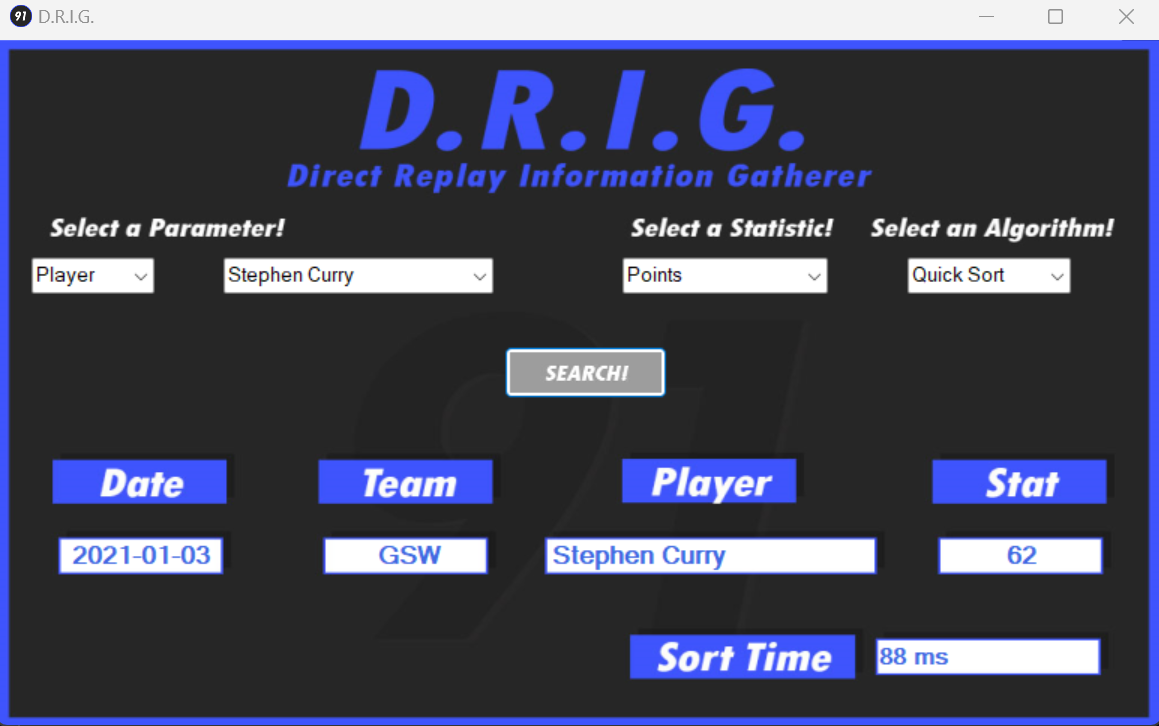 91 D.R.I.G.
D.R.I.G.
Direct Replay Information Gatherer
Select a Parameter! Select a Statistic! Select an Algorithm!
Player Stephen Curry Points Quick Sort
91
SEARCH!
Date Team Player Stat
2021-01-03 GSW Stephen Curry 62
Sort Time 88 ms